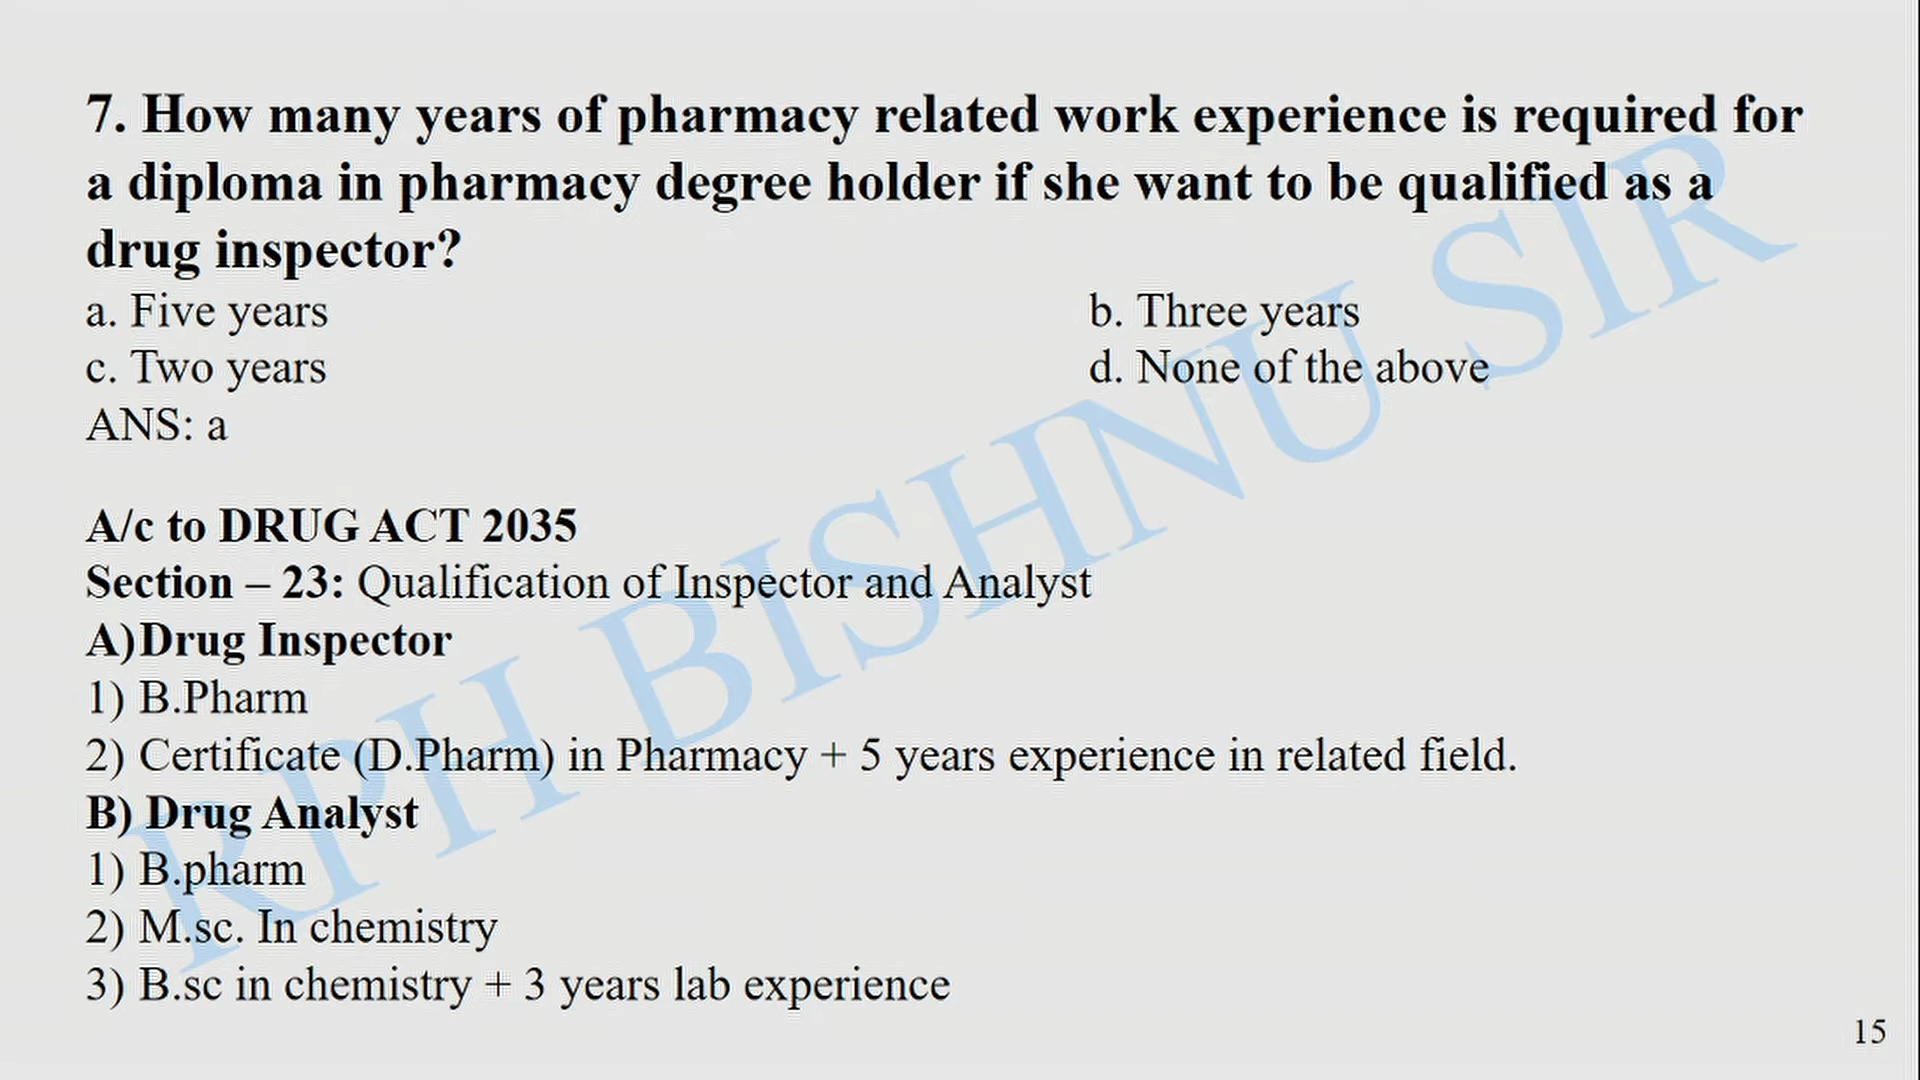 7. How many years of pharmacy related work experience is required for
a diploma in pharmacy degree holder if she want to be qualified as a
drug inspector?
a. Five years b. Three years
c. Two years d. None of the above
ANS: a
A/c to DRUG ACT 2035
Section – 23: Qualification of Inspector and Analyst
A)Drug Inspector
1) B.Pharm
2) Certificate (D.Pharm) in Pharmacy + 5 years experience in related field.
B) Drug Analyst
1) B.pharm
2) M.sc. In chemistry
3) B.sc in chemistry + 3 years lab experience
15
RPH BISHNU SIR